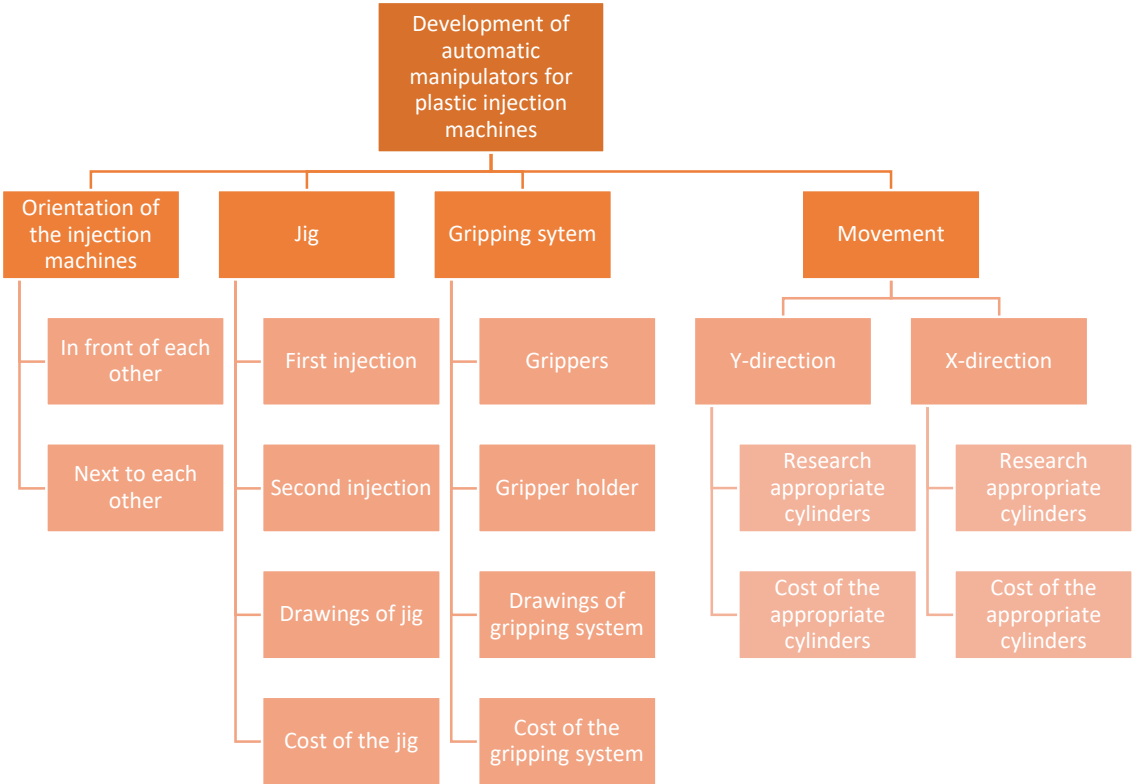 Development of
automatic
manipulators for
plastic injection
machines
Orientation of
the injection
machines
Jig
Gripping sytem
Movement
In front of each
other
Next to each
other
First injection
Second injection
Drawings of jig
Cost of the jig
Grippers
Gripper holder
Drawings of
gripping system
Cost of the
gripping system
Y-direction
Research
appropriate
cylinders
Cost of the
appropriate
cylinders
X-direction
Research
appropriate
cylinders
Cost of the
appropriate
cylinders